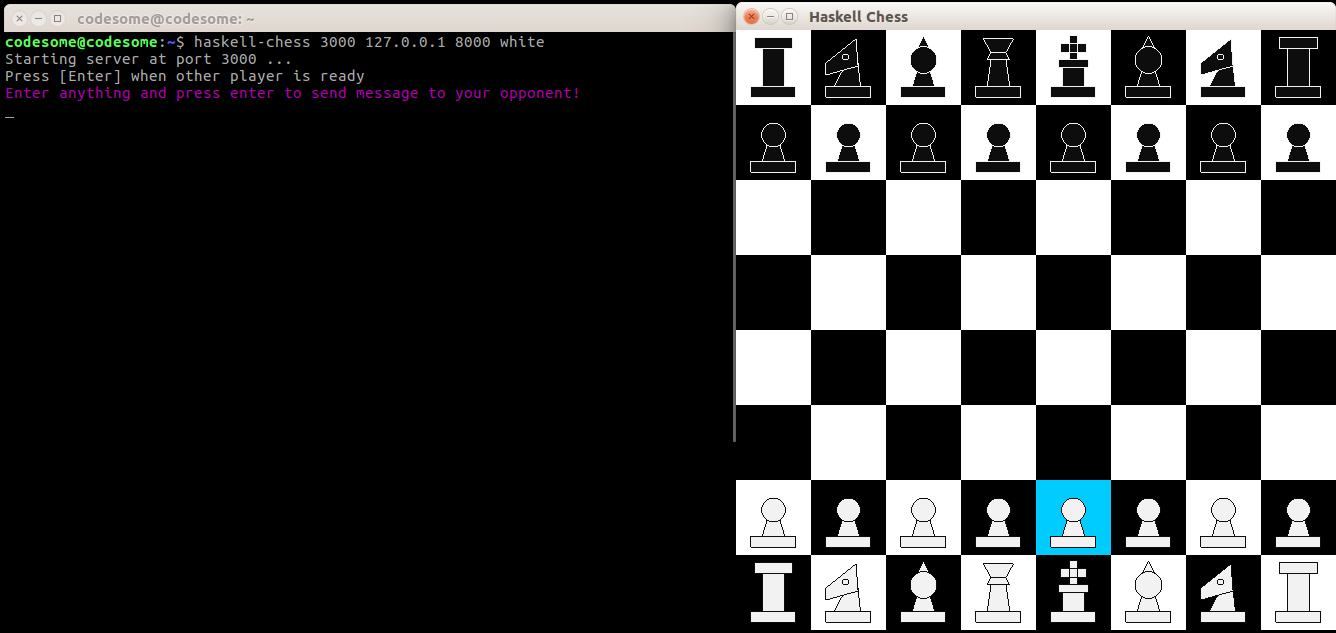 codesome@codesome: ~
codesome@codesome:~$ haskell-chess 3000 127.0.0.1 8000 white
Starting server at port 3000 ...
Press [Enter] when other player is ready
Enter anything and press enter to send message to your opponent!
_
Haskell Chess